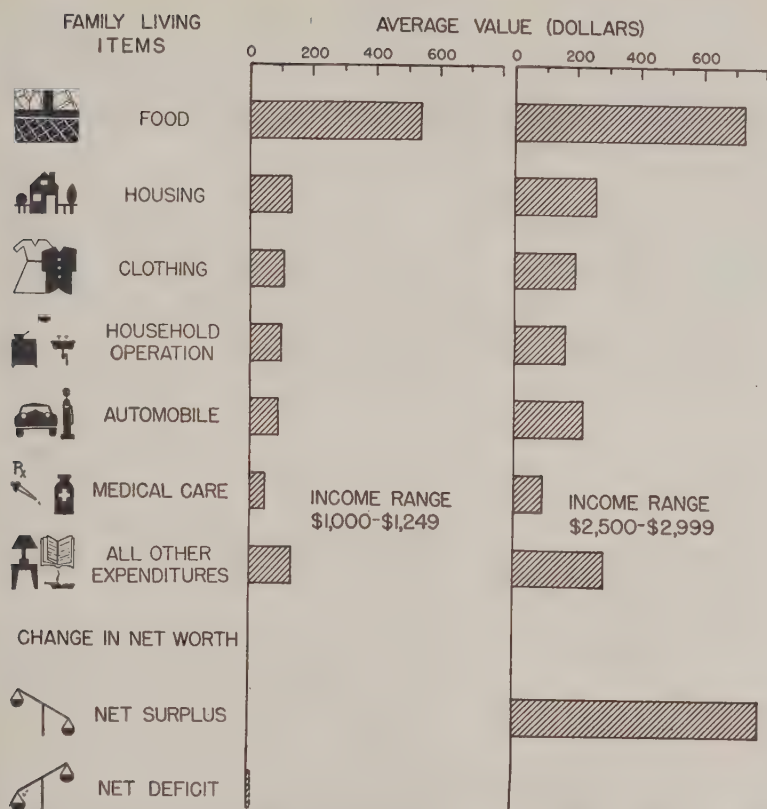 FAMILY LIVING
ITEMS
AVERAGE VALUE (DOLLARS)
0 200 400 600
0 200 400 600
FOOD
HOUSING
CLOTHING
HOUSEHOLD
OPERATION
AUTOMOBILE
Rx
MEDICAL CARE
INCOME RANGE
$1,000-$1,249
INCOME RANGE
$2,500-$2,999
ALL OTHER
EXPENDITURES
CHANGE IN NET WORTH
NET SURPLUS
NET DEFICIT